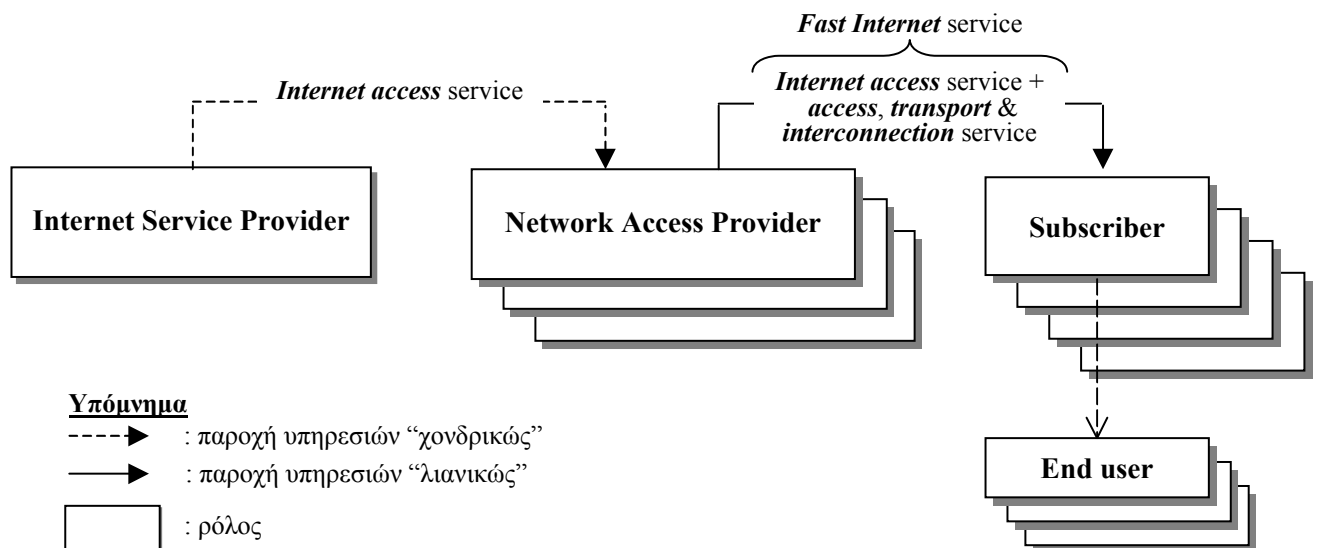 Fast Internet service
Internet access service +
access, transport &
interconnection service
Internet access service
Internet Service Provider
Network Access Provider
Subscriber
End user
Υπόμνημα
: παροχή υπηρεσιών “χονδρικώς”
: παροχή υπηρεσιών “λιανικώς”
: ρόλος